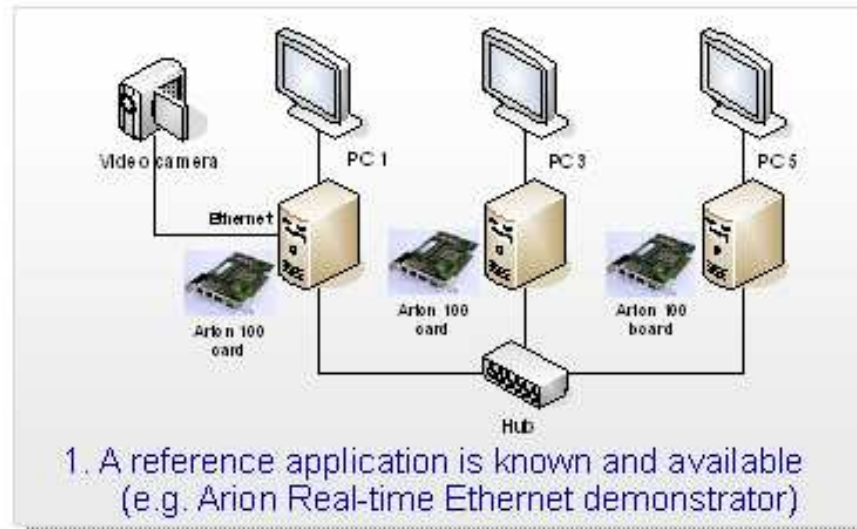 Video camera
PC 1
PC 3
PC 5
Ethernet
Arion 100
card
Arion 100
card
Arion 100
board
Hub
1. A reference application is known and available
(e.g. Arion Real-time Ethernet demonstrator)